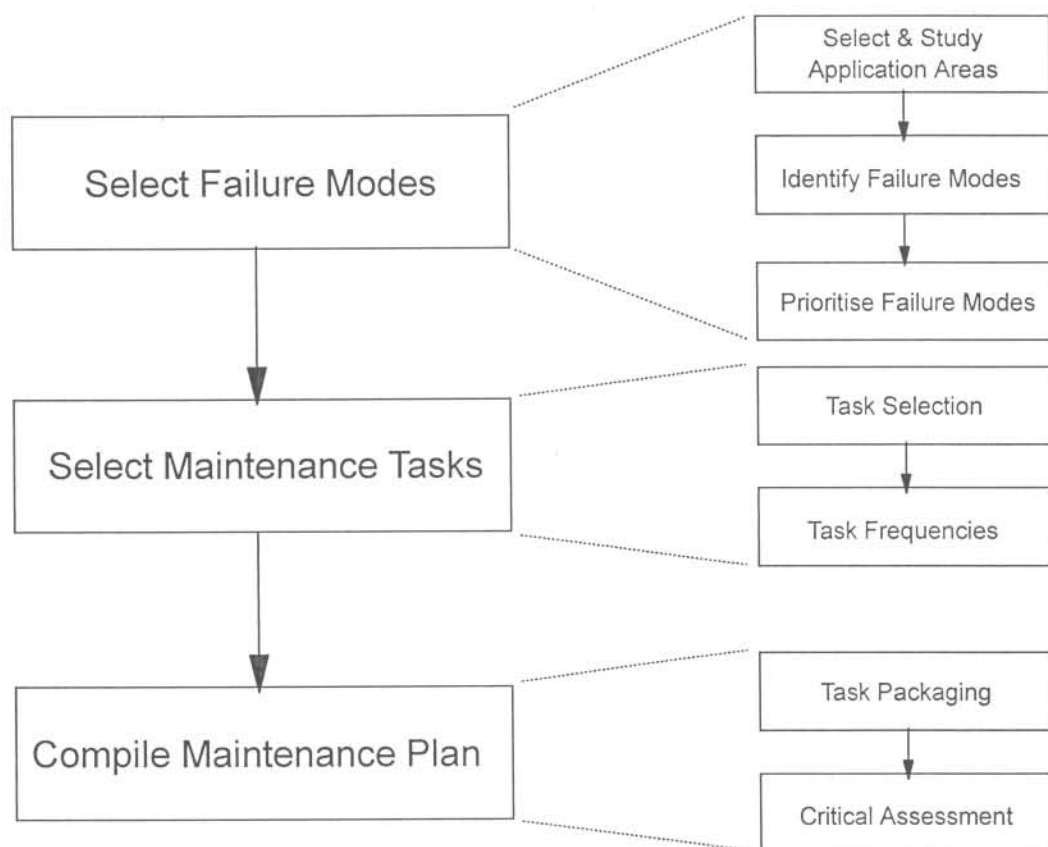 Select Failure Modes
Select & Study
Application Areas
Identify Failure Modes
Prioritise Failure Modes
Select Maintenance Tasks
Task Selection
Task Frequencies
Compile Maintenance Plan
Task Packaging
Critical Assessment